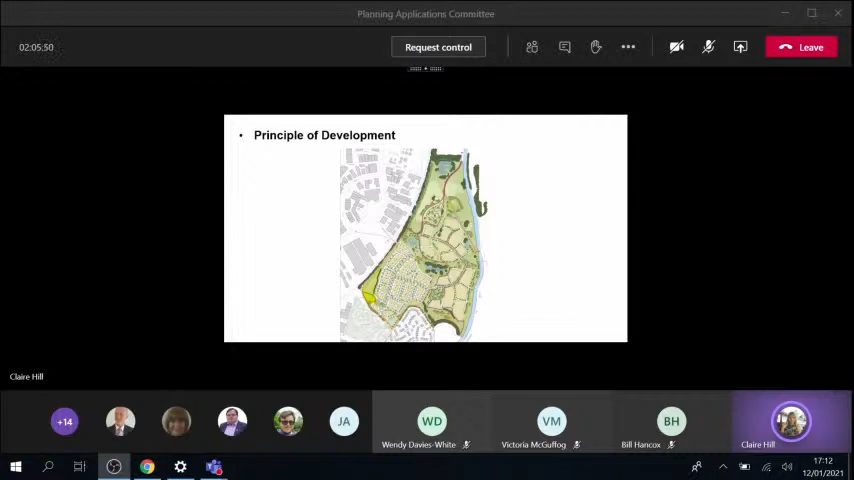 Planning Applications Committee
02:05:50
Request control
Leave
• Principle of Development
Claire Hill
+14
JA
WD
VM
BH
Wendy Davies-White
Victoria McGuffog
Bill Hancox
Claire Hill
17:12
12/01/2021